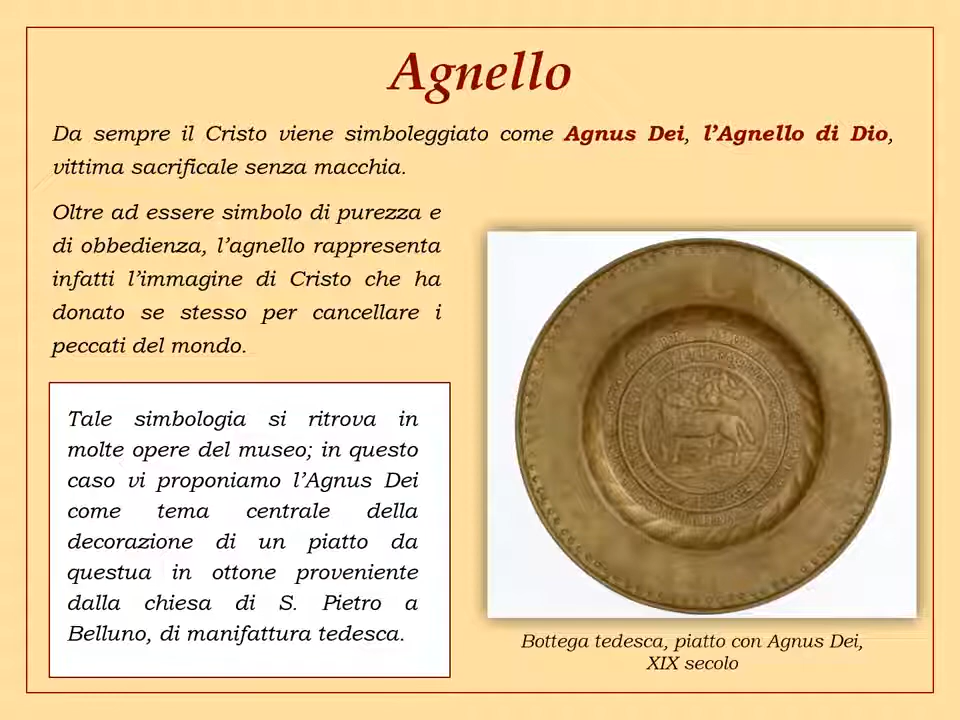 Agnello
Da sempre il Cristo viene simboleggiato come Agnus Dei, l’Agnello di Dio,
vittima sacrificale senza macchia.
Oltre ad essere simbolo di purezza e
di obbedienza, l’agnello rappresenta
infatti l’immagine di Cristo che ha
donato se stesso per cancellare i
peccati del mondo.
Tale simbologia si ritrova in
molte opere del museo; in questo
caso vi proponiamo l’Agnus Dei
come tema centrale della
decorazione di un piatto da
questua in ottone proveniente
dalla chiesa di S. Pietro a
Belluno, di manifattura tedesca.
Bottega tedesca, piatto con Agnus Dei,
XIX secolo